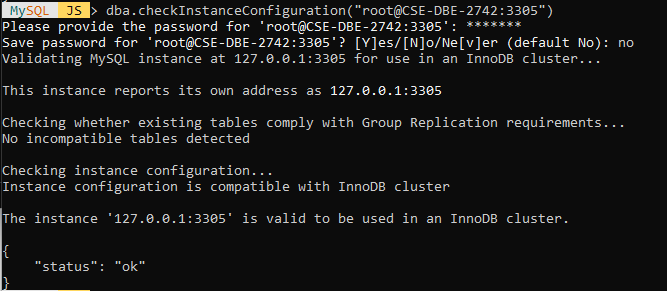 MySQL JS > dba.checkInstanceConfiguration("root@CSE-DBE-2742:3305")
Please provide the password for 'root@CSE-DBE-2742:3305': *******
Save password for 'root@CSE-DBE-2742:3305'? [Y]es/[N]o/Ne[v]er (default No): no
Validating MySQL instance at 127.0.0.1:3305 for use in an InnoDB cluster...
This instance reports its own address as 127.0.0.1:3305
Checking whether existing tables comply with Group Replication requirements...
No incompatible tables detected
Checking instance configuration...
Instance configuration is compatible with InnoDB cluster
The instance '127.0.0.1:3305' is valid to be used in an InnoDB cluster.
{
    "status": "ok"
}